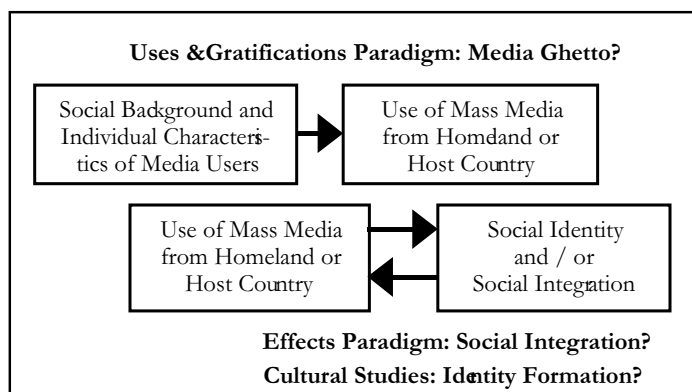 Uses &Gratifications Paradigm: Media Ghetto?
Social Background and
Individual Characteris-
tics of Media Users
Use of Mass Media
from Homeland or
Host Country
Use of Mass Media
from Homeland or
Host Country
Social Identity
and / or
Social Integration
Effects Paradigm: Social Integration?
Cultural Studies: Identity Formation?